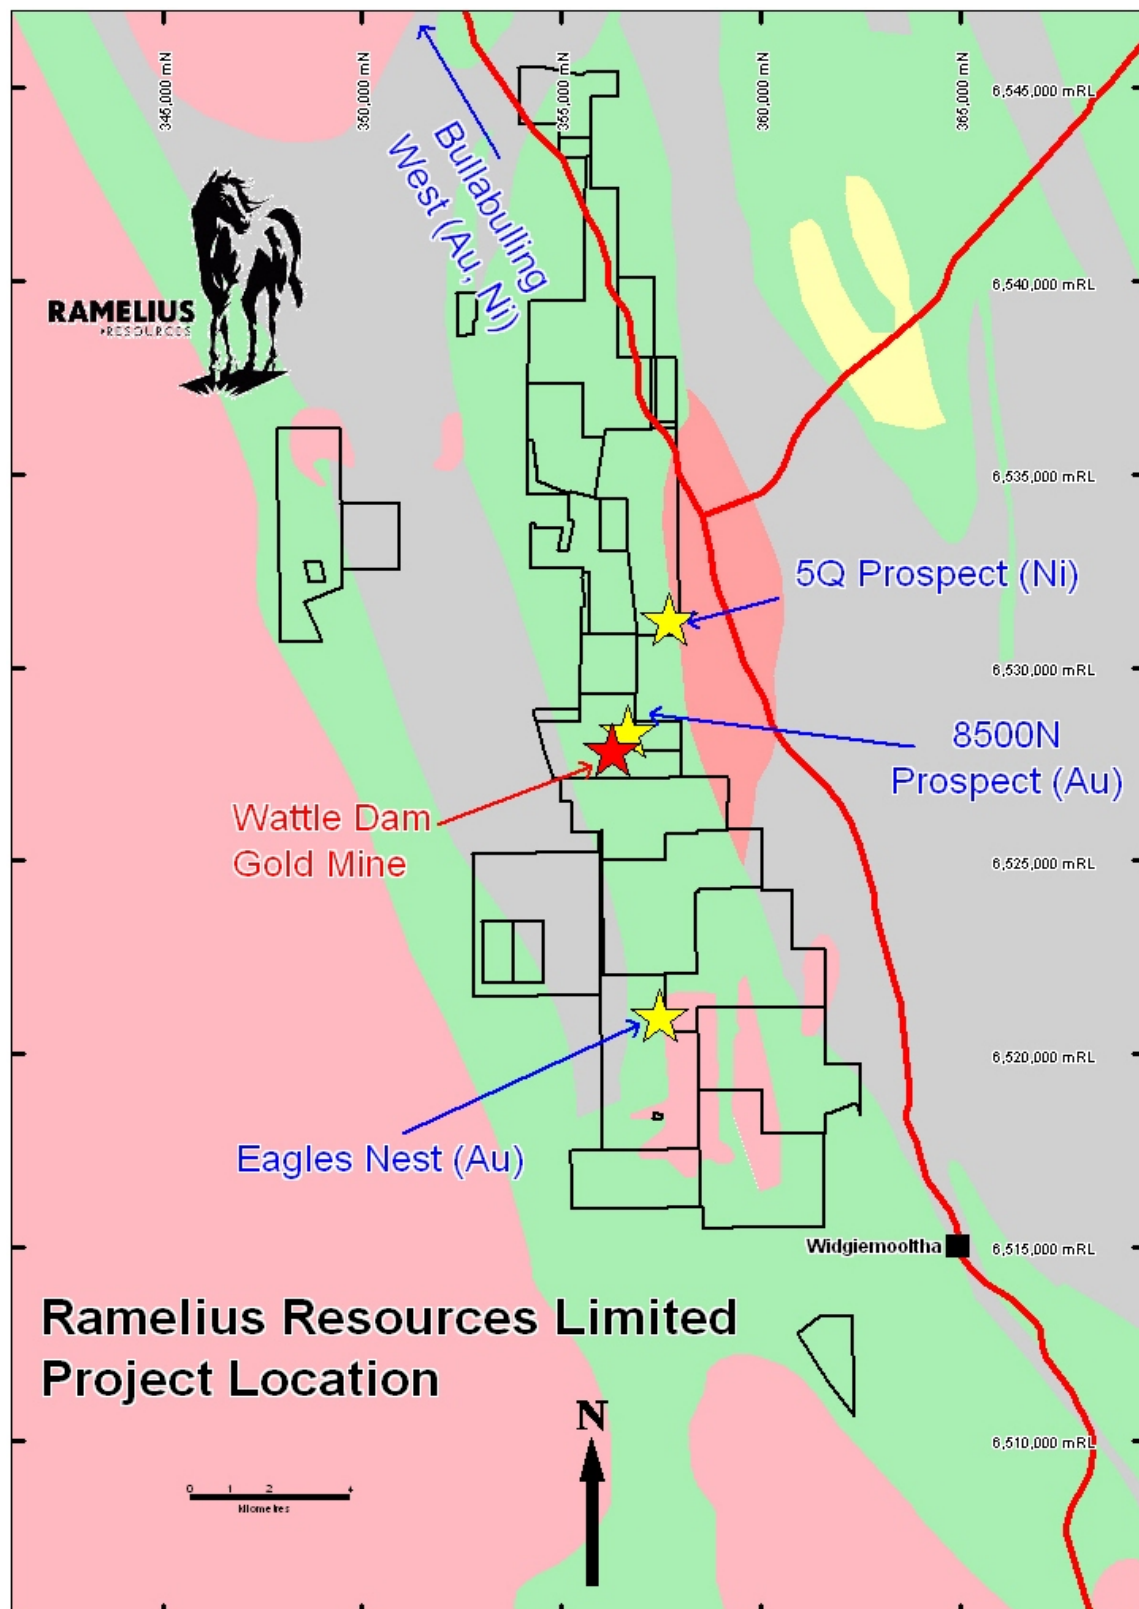 345,000 mN
350,000 mN
355,000 mN
360,000 mN
365,000 mN
6,545,000 mRL
Bullabulling
West (Au, Ni)
RAMELIUS
RESOURCES
6,540,000 mRL
6,535,000 mRL
5Q Prospect (Ni)
6,530,000 mRL
8500N
Prospect (Au)
Wattle Dam
Gold Mine
6,525,000 mRL
6,520,000 mRL
Eagles Nest (Au)
Widgiemooltha
6,515,000 mRL
Ramelius Resources Limited
Project Location
N
6,510,000 mRL
0 1 2 4
kilometres